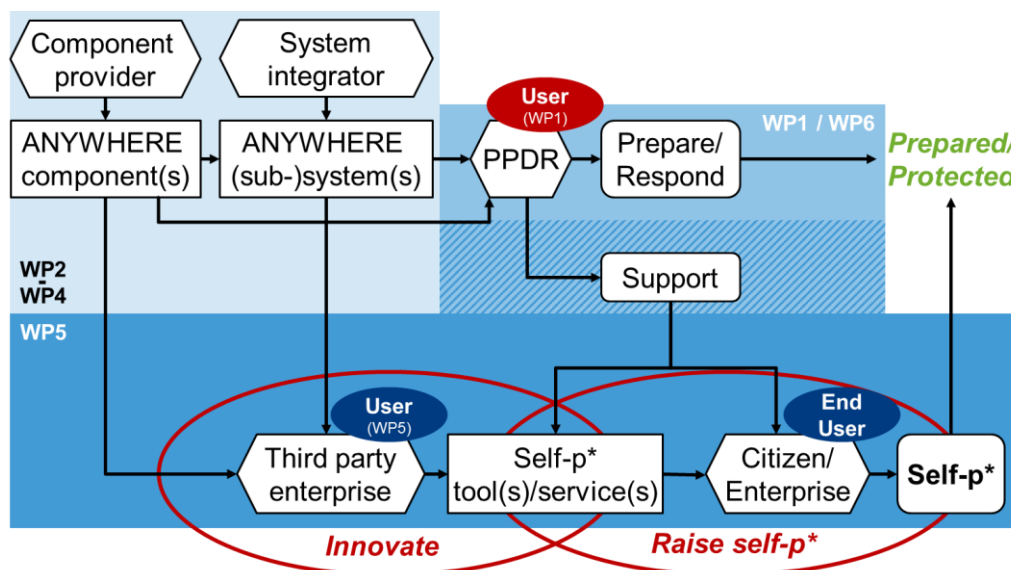 Component
provider
System
integrator
User
(WP1)
WP1 / WP6
ANYWHERE
component(s)
ANYWHERE
(sub-)system(s)
PPDR
Prepare/
Respond
Prepared/
Protected
WP2
-
WP4
Support
WP5
User
(WP5)
End
User
Third party
enterprise
Self-p*
tool(s)/service(s)
Citizen/
Enterprise
Self-p*
Innovate
Raise self-p*